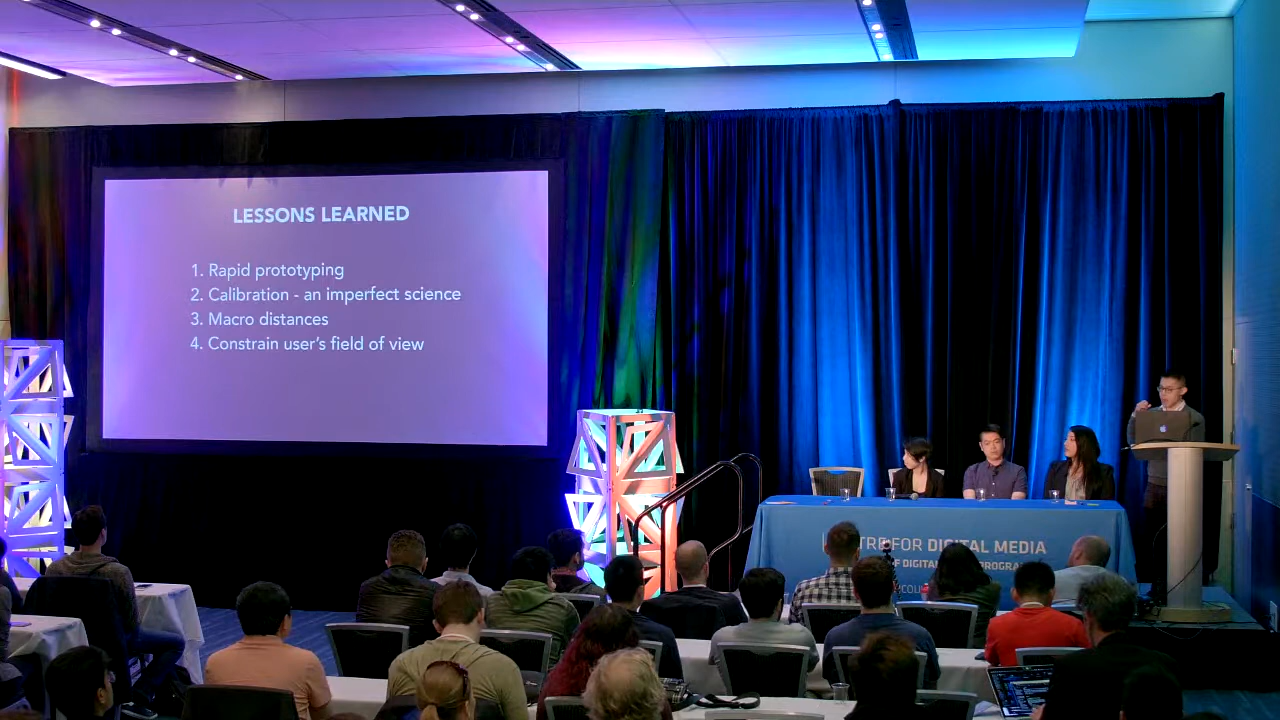 LESSONS LEARNED
1. Rapid prototyping
2. Calibration - an imperfect science
3. Macro distances
4. Constrain user's field of view
FOR DIGITAL MEDIA